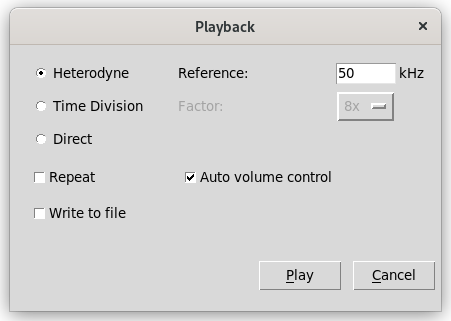 Playback
Heterodyne Reference: 50 kHz
Time Division Factor: 8x
Direct
Repeat Auto volume control
Write to file
Play Cancel